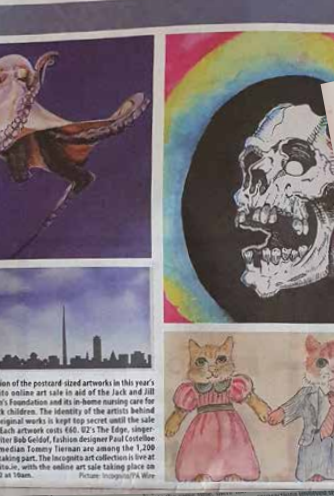 ion of the postcard-sized artworks in this year's
ito online art sale in aid of the Jack and Jill
n's Foundation and its in-home nursing care for
k children. The identity of the artists behind
original works is kept top secret until the sale
Each artwork costs €60. U2's The Edge, singer-
iter Bob Geldof, fashion designer Paul Costelloe
median Tommy Tiernan are among the 1,200
taking part. The Incognito art collection is live at
ito.ie, with the online art sale taking place on
at 10am. Picture: Incognito/PA Wire